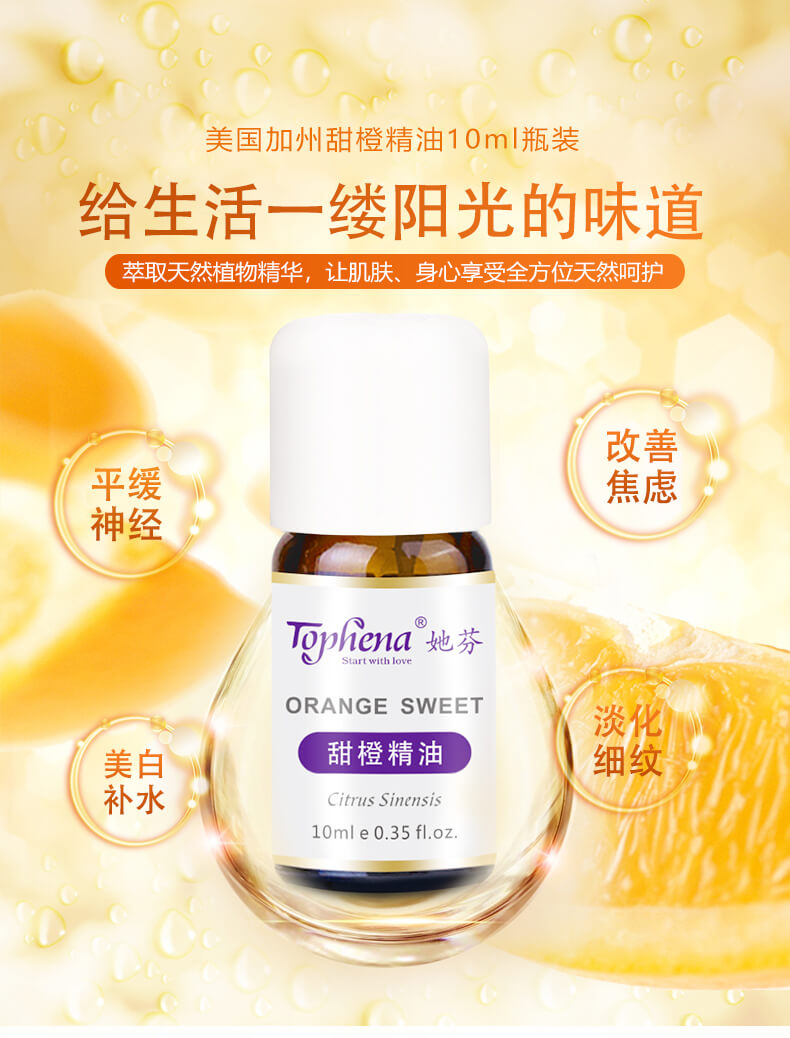 美国加州甜橙精油10ml瓶装
给生活一缕阳光的味道
萃取天然植物精华，让肌肤、身心享受全方位天然呵护
改善
焦虑
平缓
神经
Tophena® 她芬
Start with love
ORANGE SWEET
甜橙精油
Citrus Sinensis
10ml e 0.35 fl.oz.
淡化
细纹
美白
补水